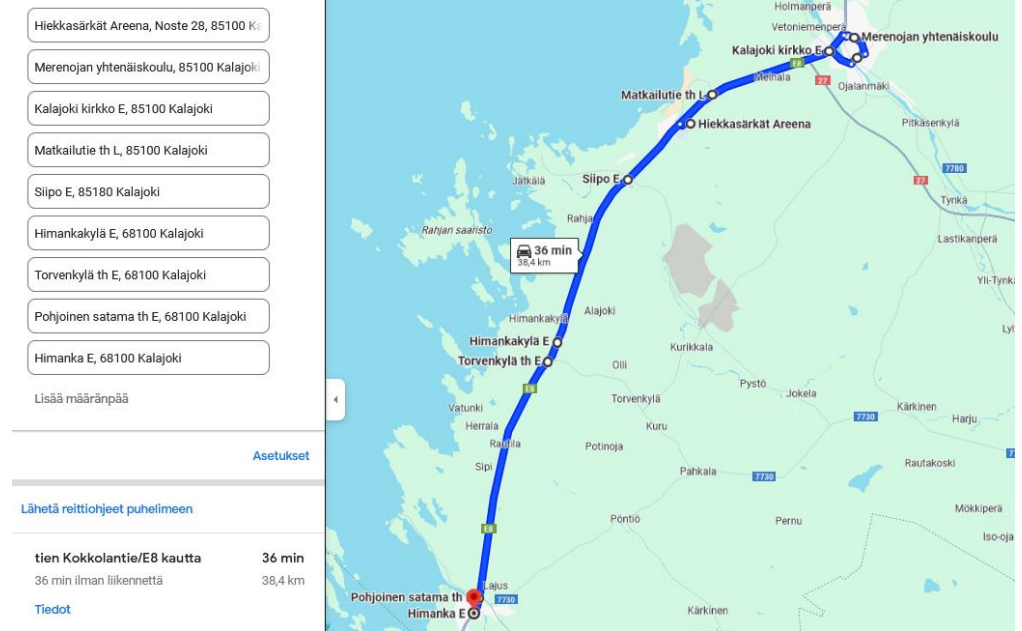 Hiekkasärkät Areena, Noste 28, 85100 Ka
Merenojan yhtenäiskoulu, 85100 Kalajoki
Kalajoki kirkko E, 85100 Kalajoki
Matkailutie th L, 85100 Kalajoki
Siipo E, 85180 Kalajoki
Himankakylä E, 68100 Kalajoki
Torvenkylä th E, 68100 Kalajoki
Pohjoinen satama th E, 68100 Kalajoki
Himanka E, 68100 Kalajoki
Lisää määränpää
Asetukset
Lähetä reittiohjeet puhelimeen
tien Kokkolantie/E8 kautta 36 min
36 min ilman liikennettä 38,4 km
Tiedot
Holmanperä
Vetoniemenperä
Merenojan yhtenäiskoulu
Kalajoki kirkko E
E8
Meinala
27
Ojalanmäki
Matkailutie th L
Hiekkasärkät Areena
Pitkäsenkylä
7780
Jatkälä
Siipo E
27
Tynkä
Rahja
Rahjan saaristo
Lastikanperä
36 min
38,4 km
Yli-Tynkä
Alajoki
Himankakylä
Lyl
Himankakylä E
Kurikkala
Torvenkylä th E
Olli
E8
Pystö
Jokela
Torvenkylä
Vatunki
Kärkinen
7730
Harju
Herrala
Kuru
Rautila
Potinoja
7
Sipi
Pahkala
7730
Rautakoski
Mökkiperä
Pöntiö
Pernu
E8
Iso-oja
Lajus
Pohjoinen satama th
7730
Himanka E
Kärkinen